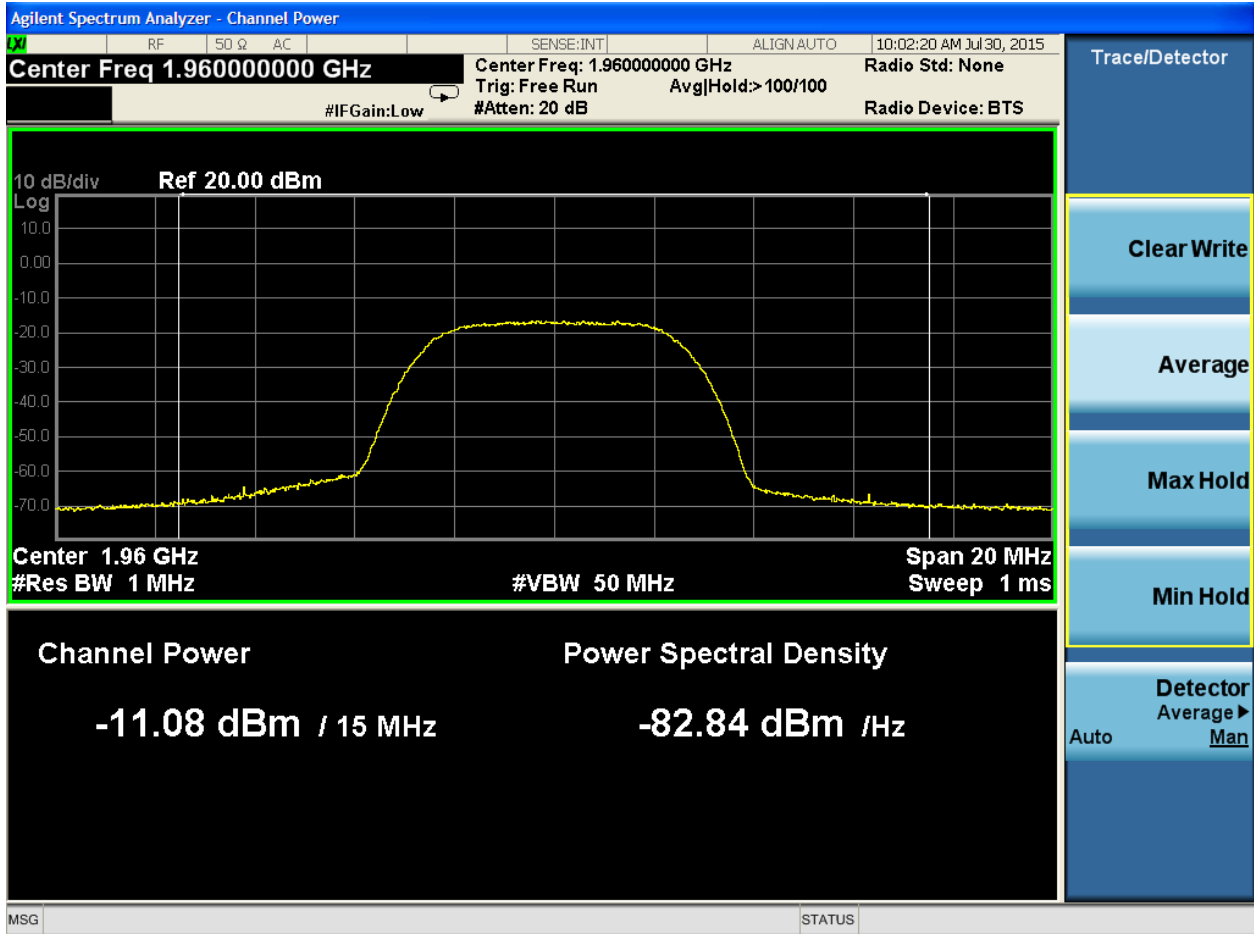 Agilent Spectrum Analyzer - Channel Power
LXI RF 50 Ω AC SENSE:INT ALIGN AUTO 10:02:20 AM Jul 30, 2015
Center Freq 1.960000000 GHz
#IFGain:Low
Center Freq: 1.960000000 GHz
Trig: Free Run Avg|Hold:> 100/100
#Atten: 20 dB
Radio Std: None
Radio Device: BTS
10 dB/div Ref 20.00 dBm
Log
10.0
0.00
-10.0
-20.0
-30.0
-40.0
-50.0
-60.0
-70.0
Center 1.96 GHz Span 20 MHz
#Res BW 1 MHz #VBW 50 MHz Sweep 1 ms
Channel Power Power Spectral Density
-11.08 dBm / 15 MHz -82.84 dBm /Hz
Trace/Detector
Clear Write
Average
Max Hold
Min Hold
Detector
Average▶
Auto Man
MSG STATUS